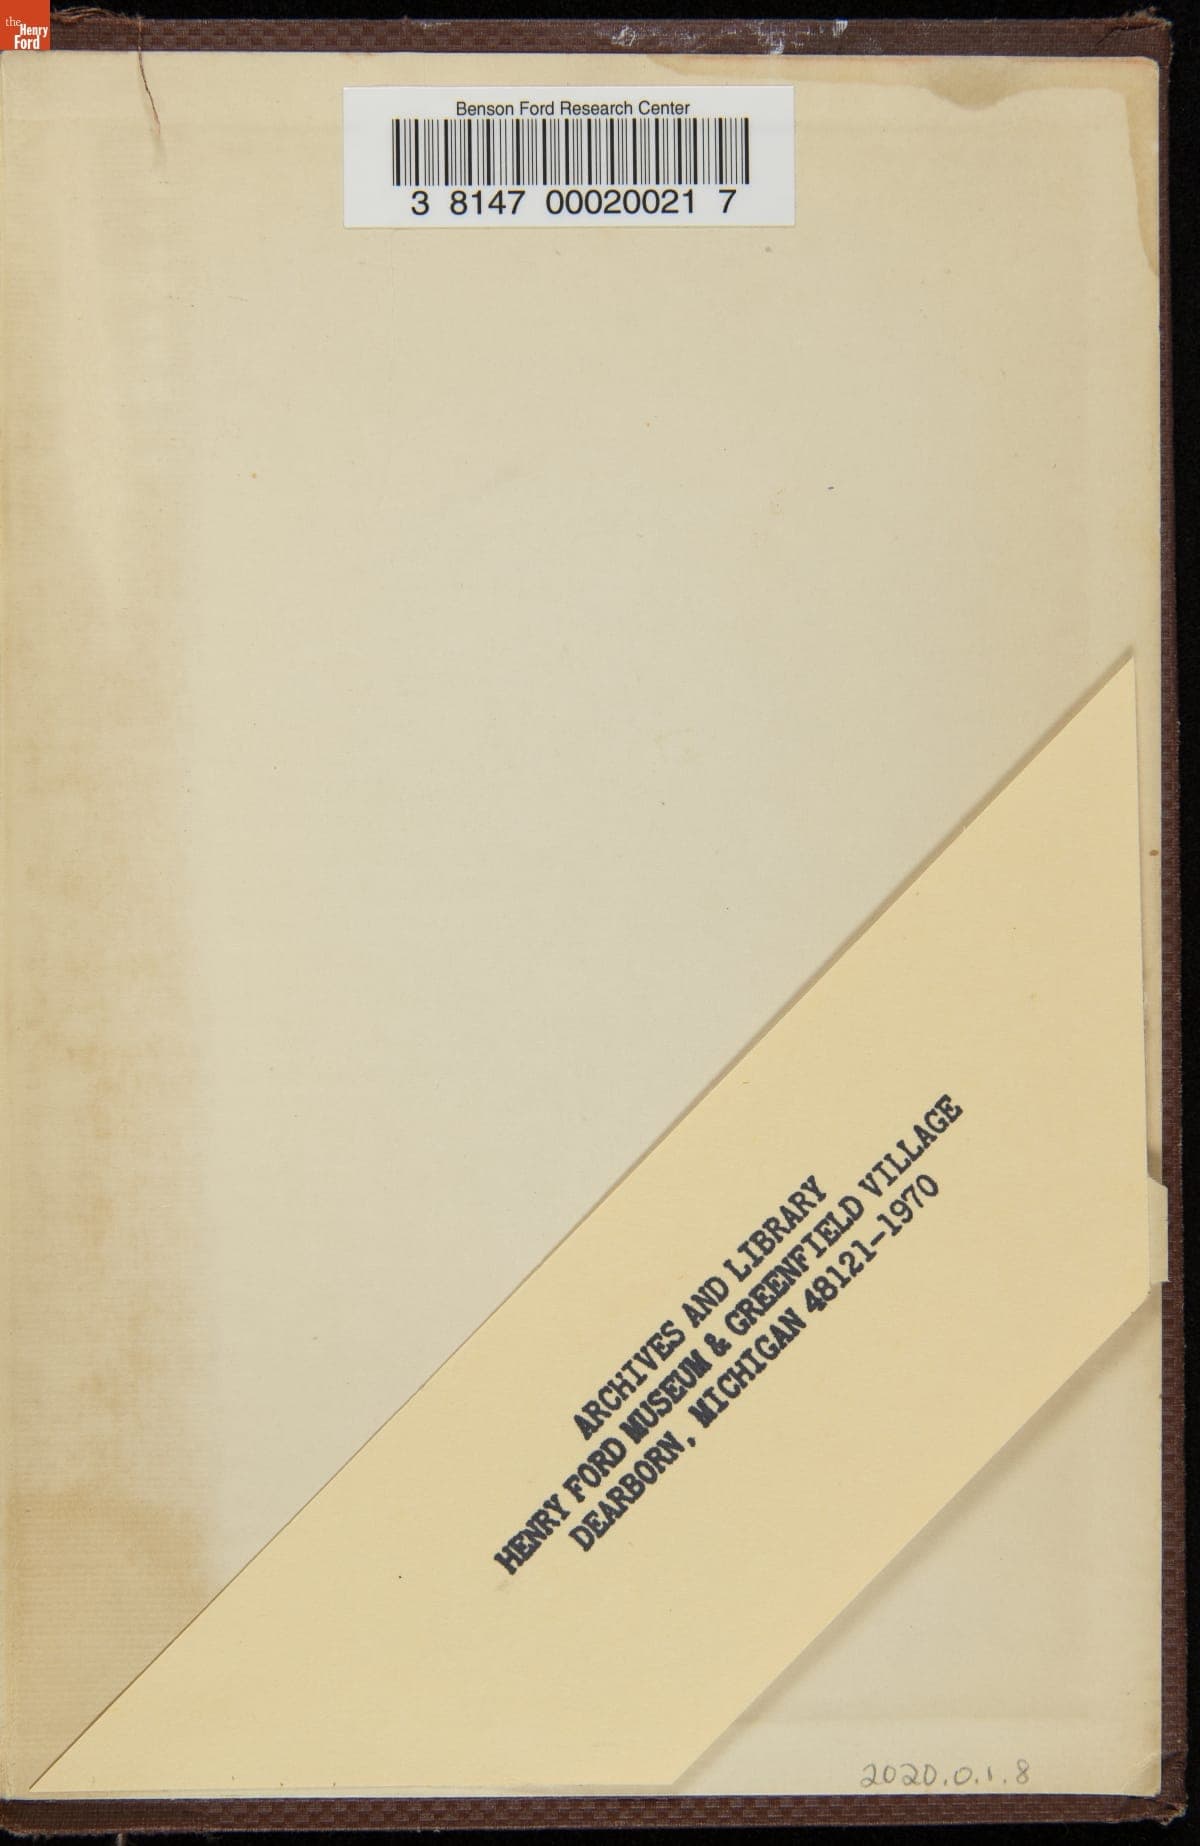 the
Henry
Ford
Benson Ford Research Center
3 8147 00020021 7
ARCHIVES AND LIBRARY
HENRY FORD MUSEUM & GREENFIELD VILLAGE
DEARBORN, MICHIGAN 48121-1970
2020.0.1.8